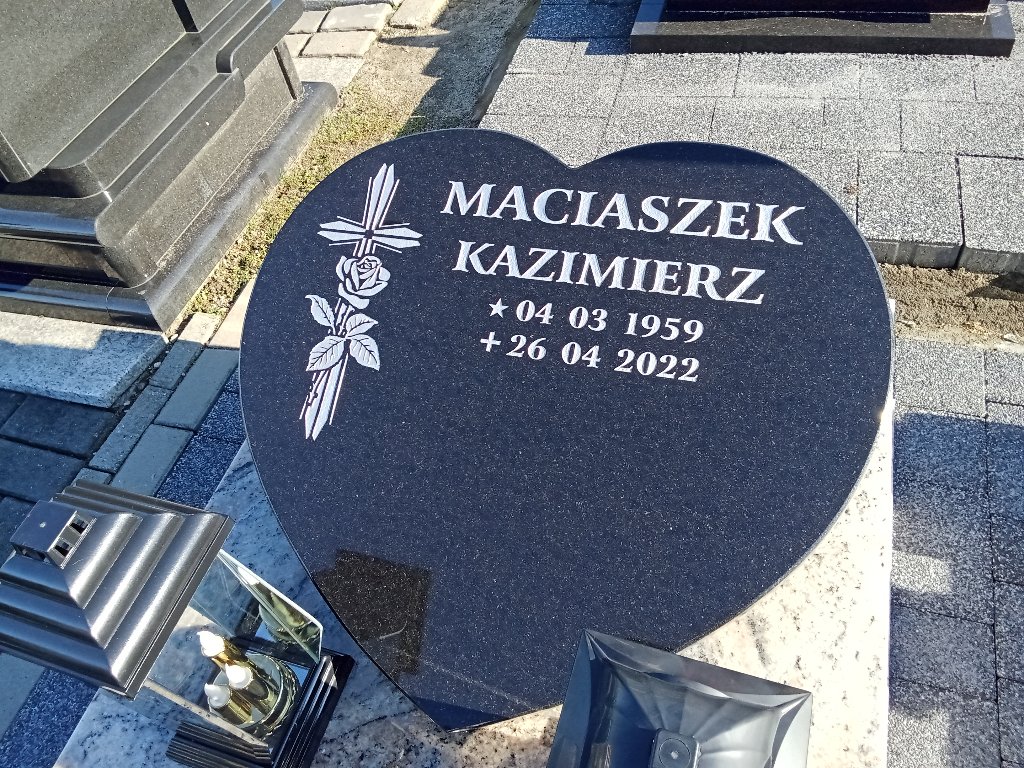 MACIASZEK
KAZIMIERZ
★ 04 03 1959
+ 26 04 2022